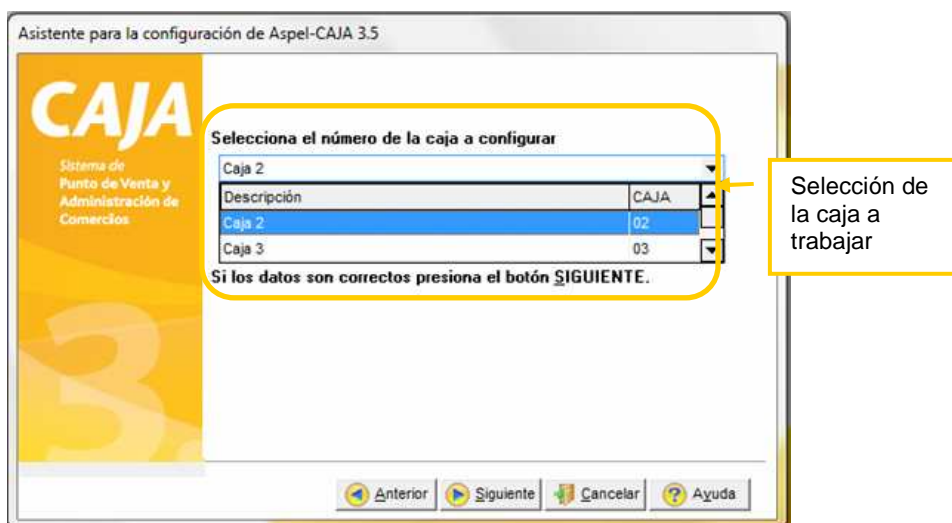 Asistente para la configuración de Aspel-CAJA 3.5
CAJA
Sistema de
Punto de Venta y
Administración de
Comercios
3.
Selecciona el número de la caja a configurar
Caja 2
Descripción CAJA
Caja 2 02
Caja 3 03
Si los datos son correctos presiona el botón SIGUIENTE.
Selección de
la caja a
trabajar
Anterior Siguiente Cancelar ? Ayuda